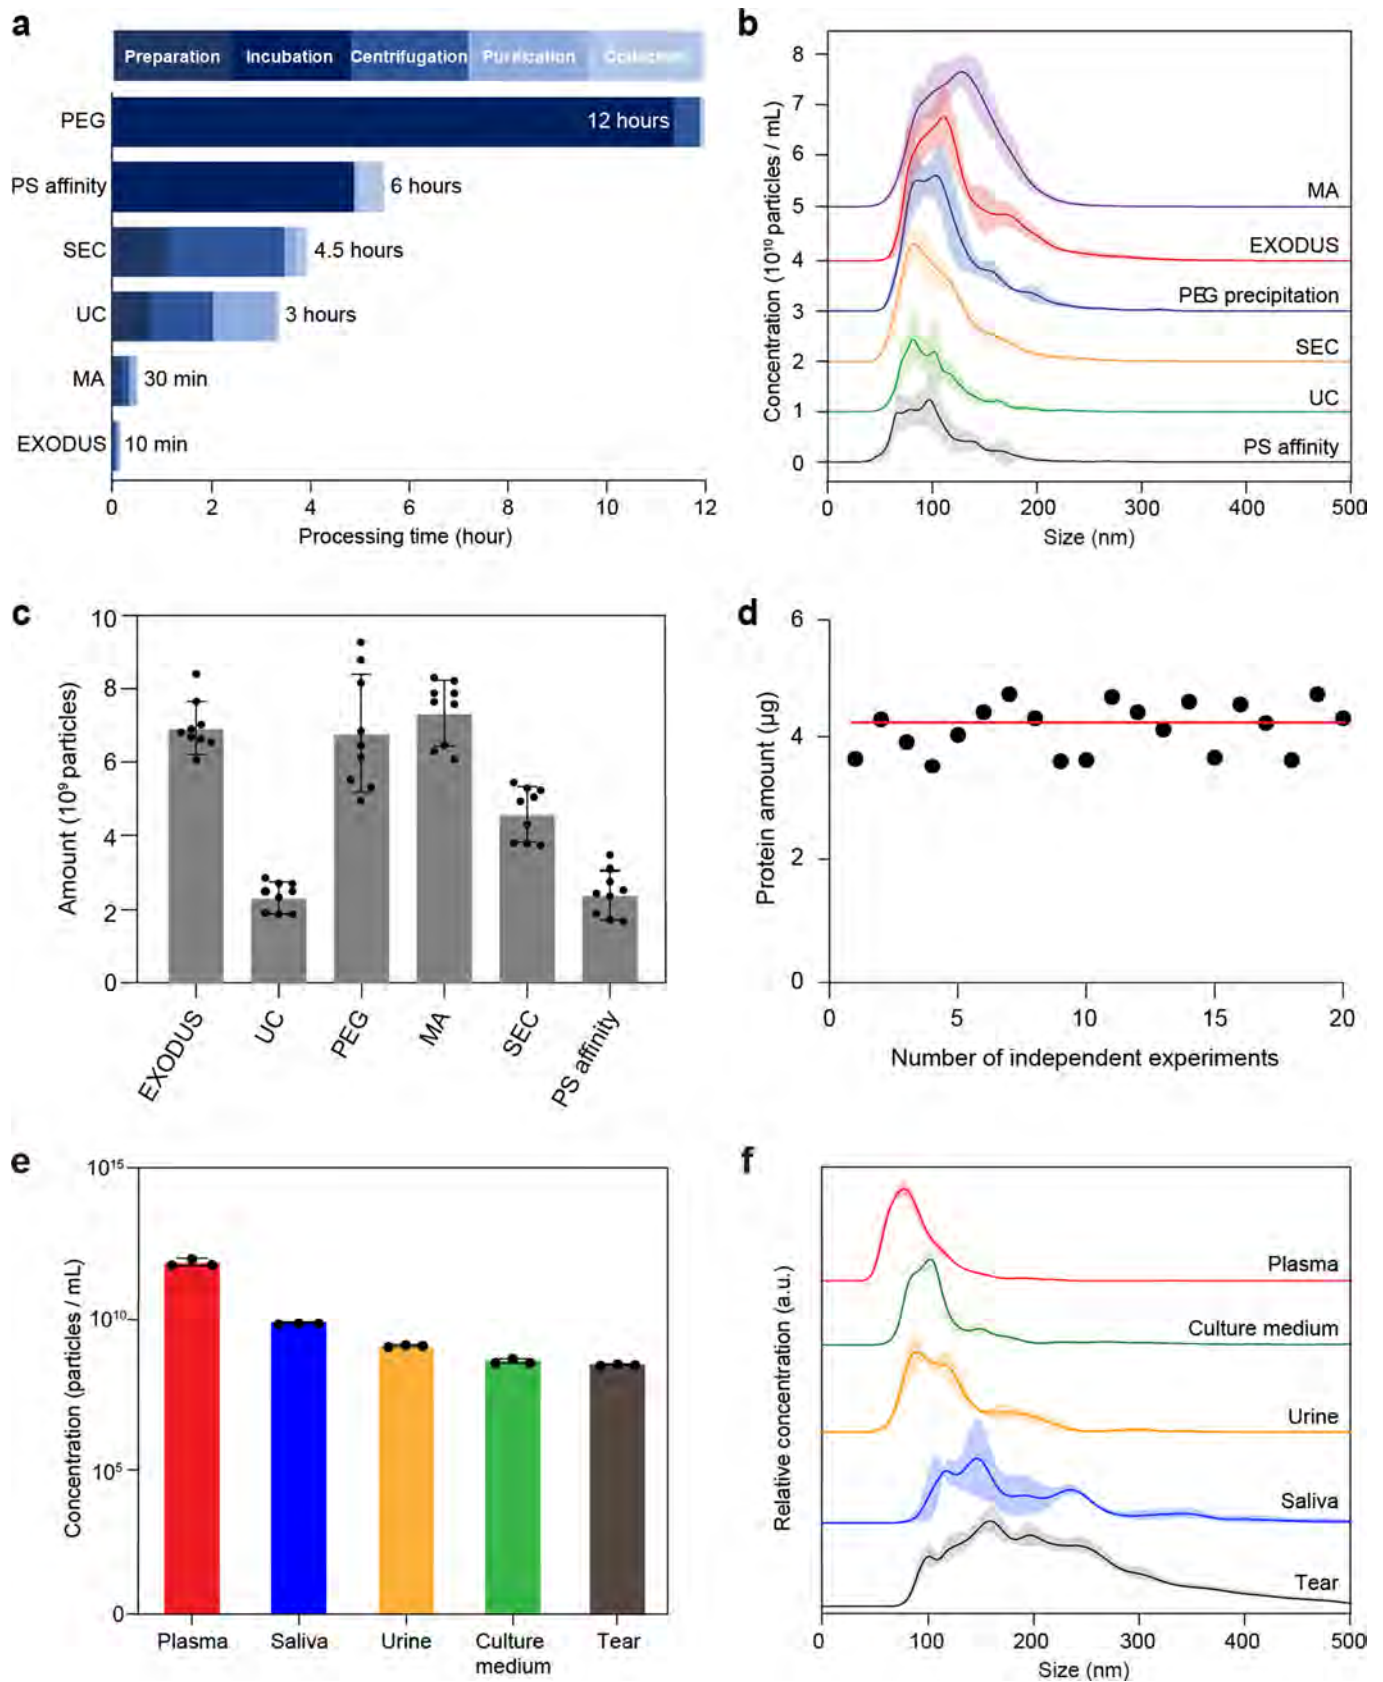 a
Preparation Incubation Centrifugation Purification Collection
PEG
12 hours
PS affinity
6 hours
SEC
4.5 hours
UC
3 hours
MA
30 min
EXODUS
10 min
0 2 4 6 8 10 12
Processing time (hour)
b
Concentration (10¹⁰ particles / mL)
8
7
6
5
4
3
2
1
0
MA
EXODUS
PEG precipitation
SEC
UC
PS affinity
0 100 200 300 400 500
Size (nm)
c
Amount (10⁹ particles)
10
8
6
4
2
0
EXODUS
UC
PEG
MA
SEC
PS affinity
d
Protein amount (µg)
6
4
2
0
0 5 10 15 20
Number of independent experiments
e
Concentration (particles / mL)
10¹⁵
10¹⁰
10⁵
0
Plasma Saliva Urine Culture Tear
medium
f
Relative concentration (a.u.)
Plasma
Culture medium
Urine
Saliva
Tear
0 100 200 300 400 500
Size (nm)